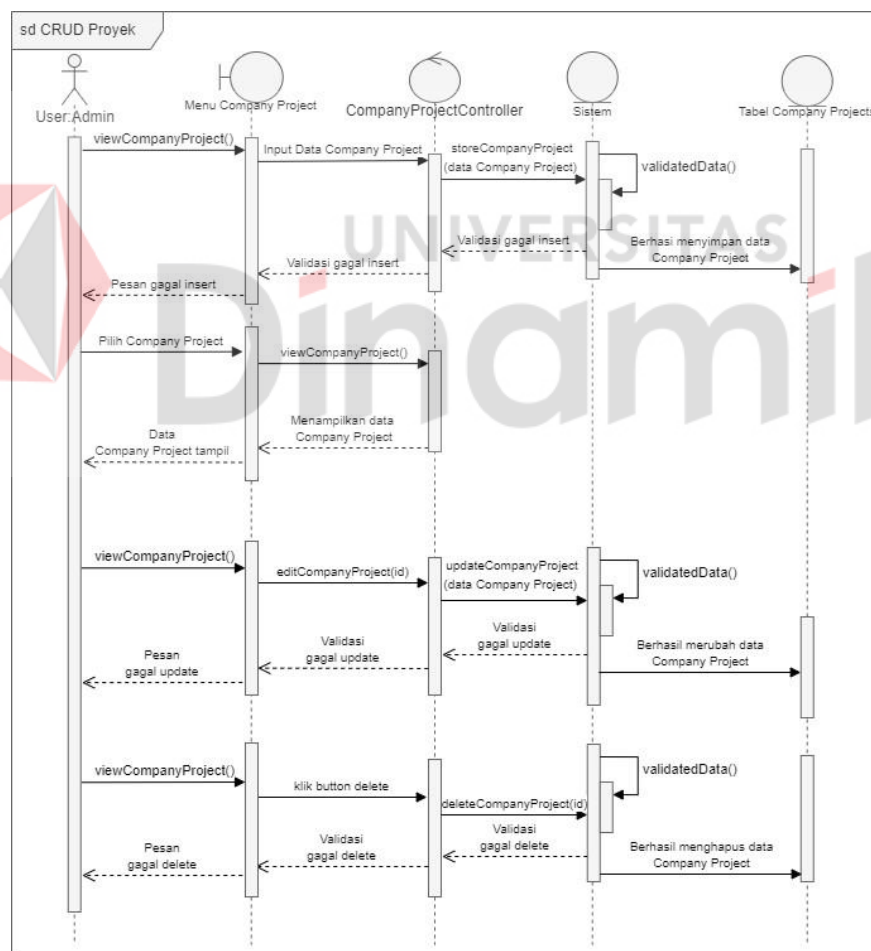 sd CRUD Proyek
User:Admin
Menu Company Project
CompanyProjectController
Sistem
Tabel Company Projects
viewCompanyProject()
Input Data Company Project
storeCompanyProject
(data Company Project)
validatedData()
UNIVERSITAS
Dinamik
Validasi gagal insert
Berhasi menyimpan data
Company Project
Validasi gagal insert
Pesan gagal insert
Pilih Company Project
viewCompanyProject()
Menampilkan data
Company Project
Data
Company Project tampil
viewCompanyProject()
editCompanyProject(id)
updateCompanyProject
(data Company Project)
validatedData()
Validasi
gagal update
Berhasil merubah data
Company Project
Validasi
gagal update
Pesan
gagal update
viewCompanyProject()
klik button delete
deleteCompanyProject(id)
validatedData()
Validasi
gagal delete
Berhasil menghapus data
Company Project
Validasi
gagal delete
Pesan
gagal delete